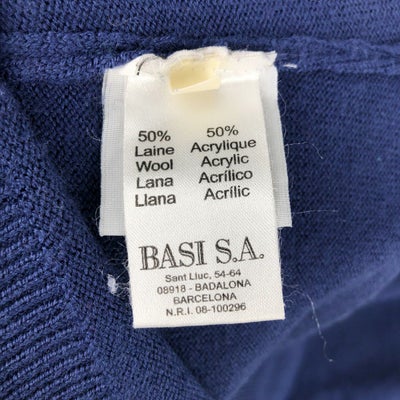 50% 50%
Laine Acrylique
Wool Acrylic
Lana Acrílico
Llana Acrílic
BASI S.A.
Sant Lluc, 54-64
08918 - BADALONA
BARCELONA
N.R.I. 08-100296